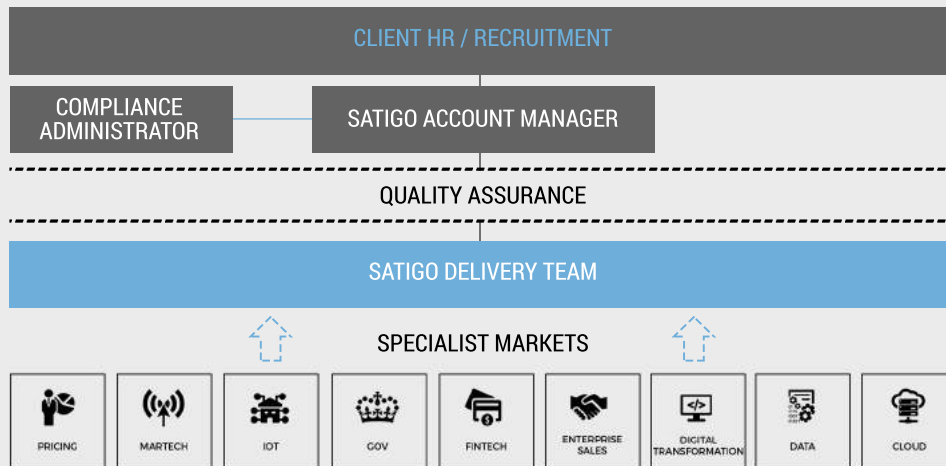 CLIENT HR / RECRUITMENT
COMPLIANCE
ADMINISTRATOR
SATIGO ACCOUNT MANAGER
QUALITY ASSURANCE
SATIGO DELIVERY TEAM
SPECIALIST MARKETS
PRICING
MARTECH
IOT
GOV
FINTECH
ENTERPRISE
SALES
</>
DIGITAL
TRANSFORMATION
DATA
CLOUD